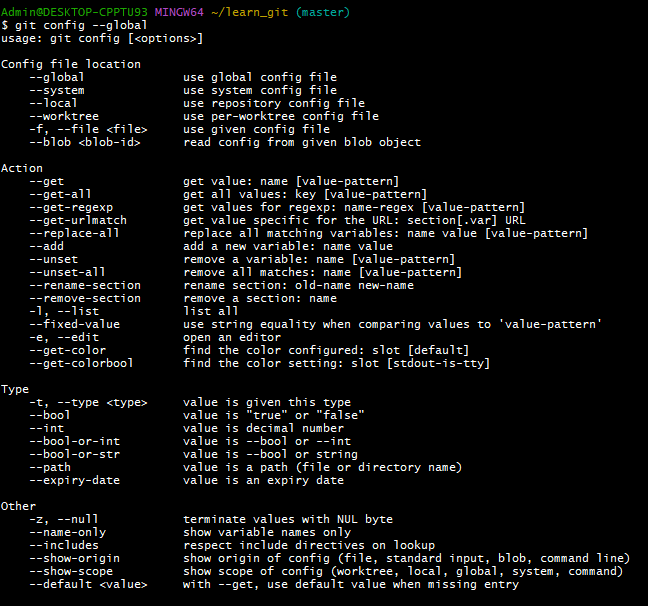 Admin@DESKTOP-CPPTU93 MINGW64 ~/learn_git (master)
$ git config --global
usage: git config [<options>]

Config file location
    --global              use global config file
    --system              use system config file
    --local               use repository config file
    --worktree            use per-worktree config file
    -f, --file <file>     use given config file
    --blob <blob-id>      read config from given blob object

Action
    --get                 get value: name [value-pattern]
    --get-all             get all values: key [value-pattern]
    --get-regexp          get values for regexp: name-regex [value-pattern]
    --get-urlmatch        get value specific for the URL: section[.var] URL
    --replace-all         replace all matching variables: name value [value-pattern]
    --add                 add a new variable: name value
    --unset               remove a variable: name [value-pattern]
    --unset-all           remove all matches: name [value-pattern]
    --rename-section      rename section: old-name new-name
    --remove-section      remove a section: name
    -l, --list            list all
    --fixed-value         use string equality when comparing values to 'value-pattern'
    -e, --edit            open an editor
    --get-color           find the color configured: slot [default]
    --get-colorbool       find the color setting: slot [stdout-is-tty]

Type
    -t, --type <type>     value is given this type
    --bool                value is "true" or "false"
    --int                 value is decimal number
    --bool-or-int         value is --bool or --int
    --bool-or-str         value is --bool or string
    --path                value is a path (file or directory name)
    --expiry-date         value is an expiry date

Other
    -z, --null            terminate values with NUL byte
    --name-only           show variable names only
    --includes            respect include directives on lookup
    --show-origin         show origin of config (file, standard input, blob, command line)
    --show-scope          show scope of config (worktree, local, global, system, command)
    --default <value>     with --get, use default value when missing entry